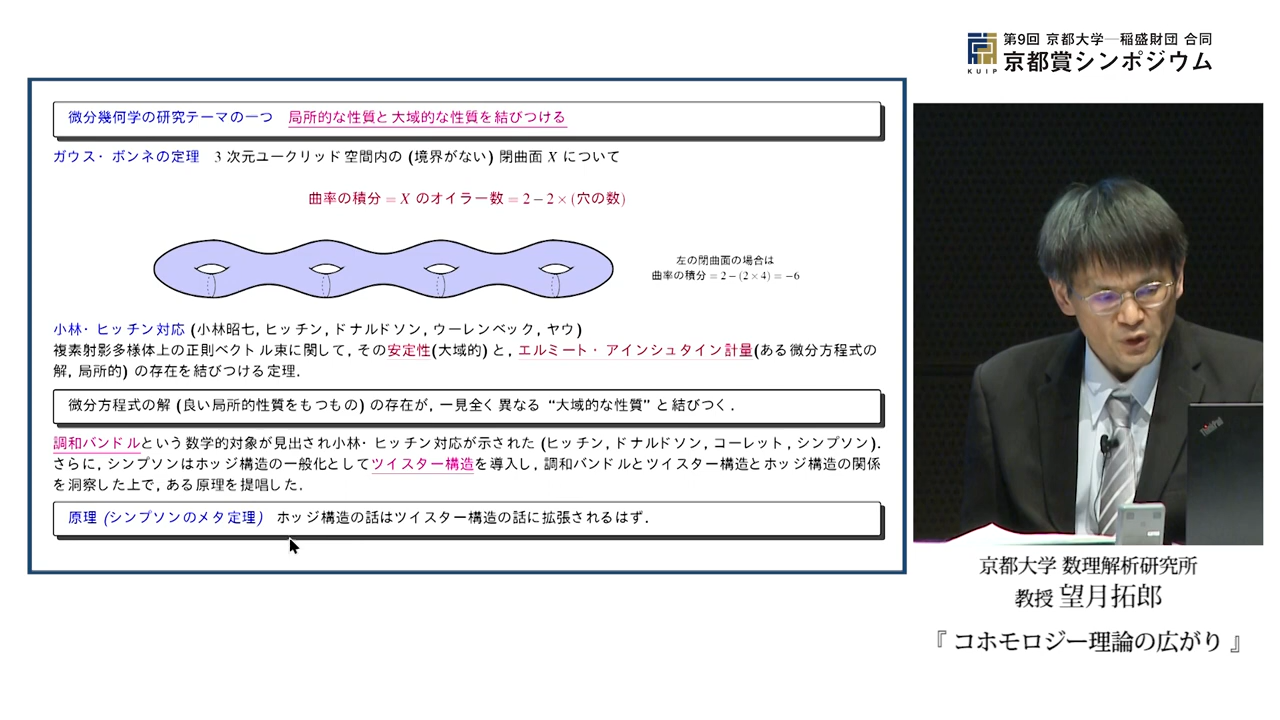 第9回 京都大学―稲盛財団 合同
京都賞シンポジウム
KUIP
微分幾何学の研究テーマの一つ 局所的な性質と大域的な性質を結びつける
ガウス・ボンネの定理 3 次元ユークリッド空間内の (境界がない) 閉曲面 X について
曲率の積分 = X のオイラー数 = 2 − 2 × (穴の数)
左の閉曲面の場合は
曲率の積分 = 2 − (2 × 4) = −6
小林・ヒッチン対応 (小林昭七, ヒッチン, ドナルドソン, ウーレンベック, ヤウ)
複素射影多様体上の正則ベクトル束に関して, その安定性(大域的) と, エルミート・アインシュタイン計量(ある微分方程式の
解, 局所的) の存在を結びつける定理.
微分方程式の解 (良い局所的性質をもつもの) の存在が, 一見全く異なる “大域的な性質” と結びつく.
調和バンドルという数学的対象が見出され小林・ヒッチン対応が示された (ヒッチン, ドナルドソン, コーレット, シンプソン).
さらに, シンプソンはホッジ構造の一般化としてツイスター構造を導入し, 調和バンドルとツイスター構造とホッジ構造の関係
を洞察した上で, ある原理を提唱した.
原理 (シンプソンのメタ定理) ホッジ構造の話はツイスター構造の話に拡張されるはず.
ThinkPad
京都大学 数理解析研究所
教授 望月拓郎
『 コホモロジー理論の広がり 』